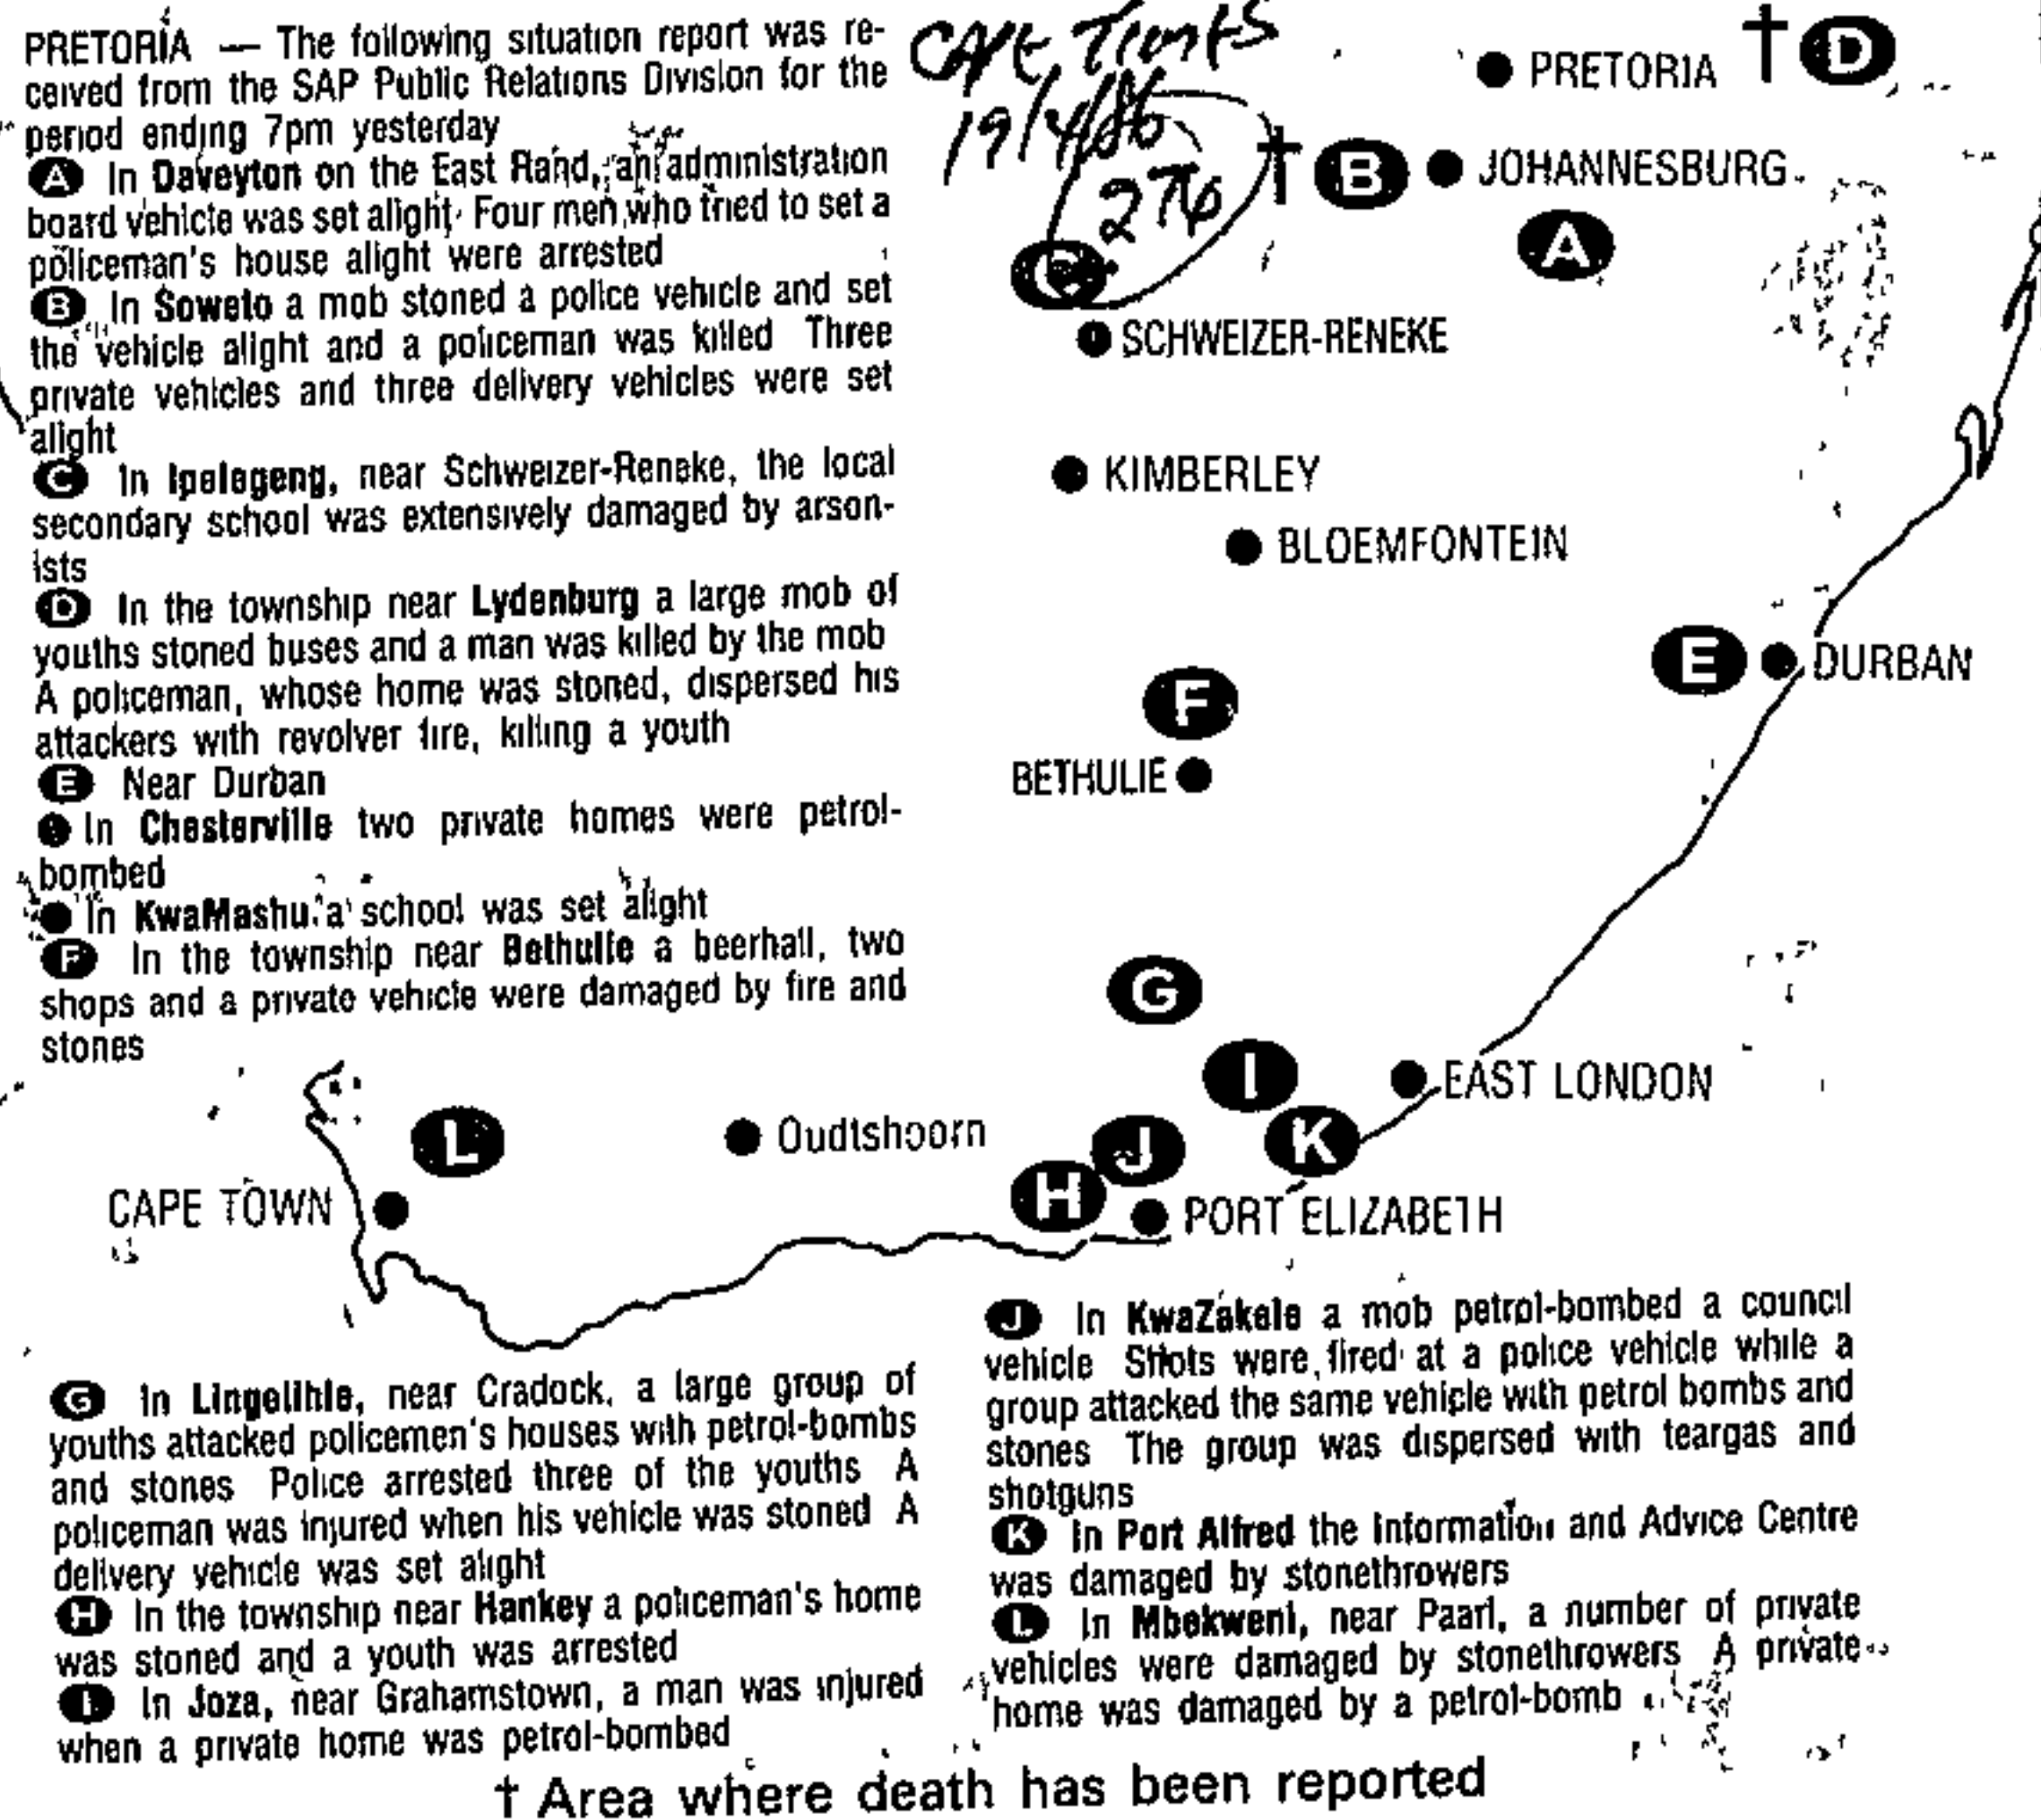 PRETORIA — The following situation report was re-
ceived from the SAP Public Relations Division for the
period ending 7pm yesterday
A In Daveyton on the East Rand, an administration
board vehicle was set alight. Four men who tried to set a
policeman's house alight were arrested
B In Soweto a mob stoned a police vehicle and set
the vehicle alight and a policeman was killed Three
private vehicles and three delivery vehicles were set
alight
C In Ipelegeng, near Schweizer-Reneke, the local
secondary school was extensively damaged by arson-
ists
D In the township near Lydenburg a large mob of
youths stoned buses and a man was killed by the mob
A policeman, whose home was stoned, dispersed his
attackers with revolver fire, killing a youth
E Near Durban
● In Chesterville two private homes were petrol-
bombed
● In KwaMashu a school was set alight
F In the township near Bethulie a beerhall, two
shops and a private vehicle were damaged by fire and
stones
Cape Times
19/4/86
276
PRETORIA † D
† B JOHANNESBURG
A
C
SCHWEIZER-RENEKE
KIMBERLEY
BLOEMFONTEIN
E DURBAN
F
BETHULIE
G
I
EAST LONDON
L
Oudtshoorn
J
K
H
CAPE TOWN
PORT ELIZABETH
G In Lingelihle, near Cradock, a large group of
youths attacked policemen's houses with petrol-bombs
and stones Police arrested three of the youths A
policeman was injured when his vehicle was stoned A
delivery vehicle was set alight
H In the township near Hankey a policeman's home
was stoned and a youth was arrested
I In Joza, near Grahamstown, a man was injured
when a private home was petrol-bombed
J In KwaZakele a mob petrol-bombed a council
vehicle Shots were fired at a police vehicle while a
group attacked the same vehicle with petrol bombs and
stones The group was dispersed with teargas and
shotguns
K In Port Alfred the Information and Advice Centre
was damaged by stonethrowers
L In Mbekweni, near Paarl, a number of private
vehicles were damaged by stonethrowers A private
home was damaged by a petrol-bomb
† Area where death has been reported